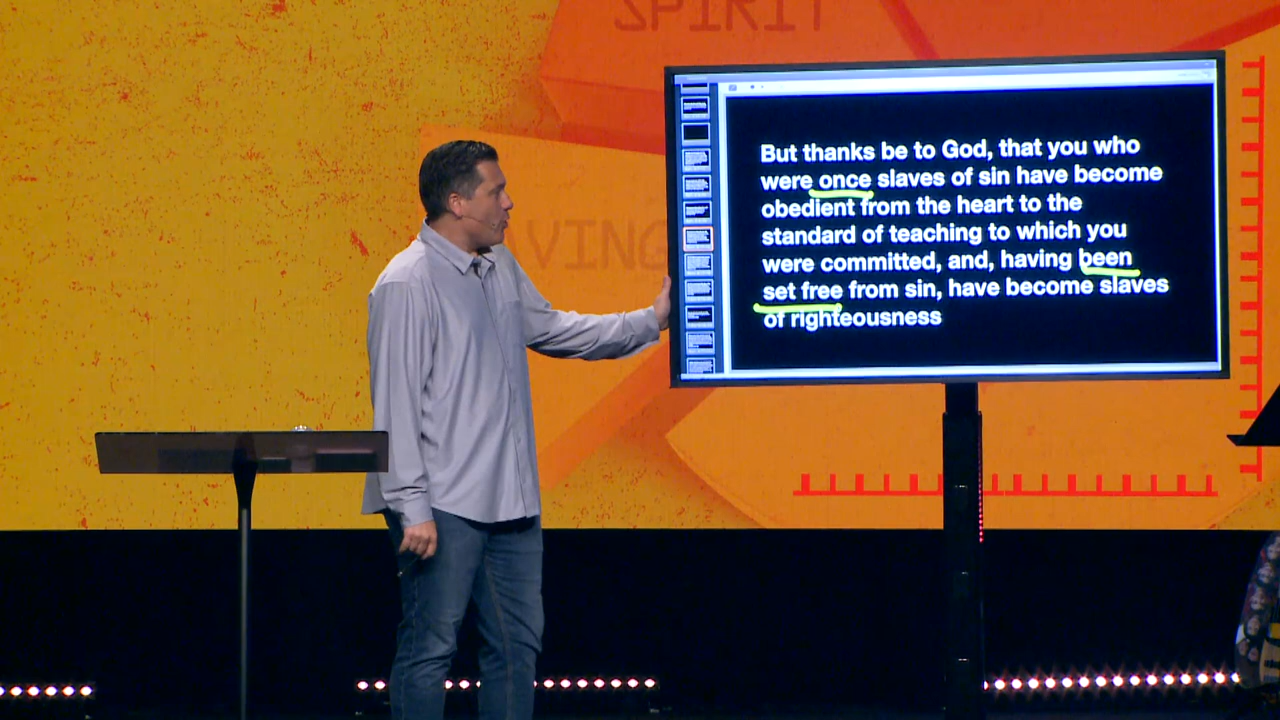 SPIRIT
VING
But thanks be to God, that you who
were once slaves of sin have become
obedient from the heart to the
standard of teaching to which you
were committed, and, having been
set free from sin, have become slaves
of righteousness